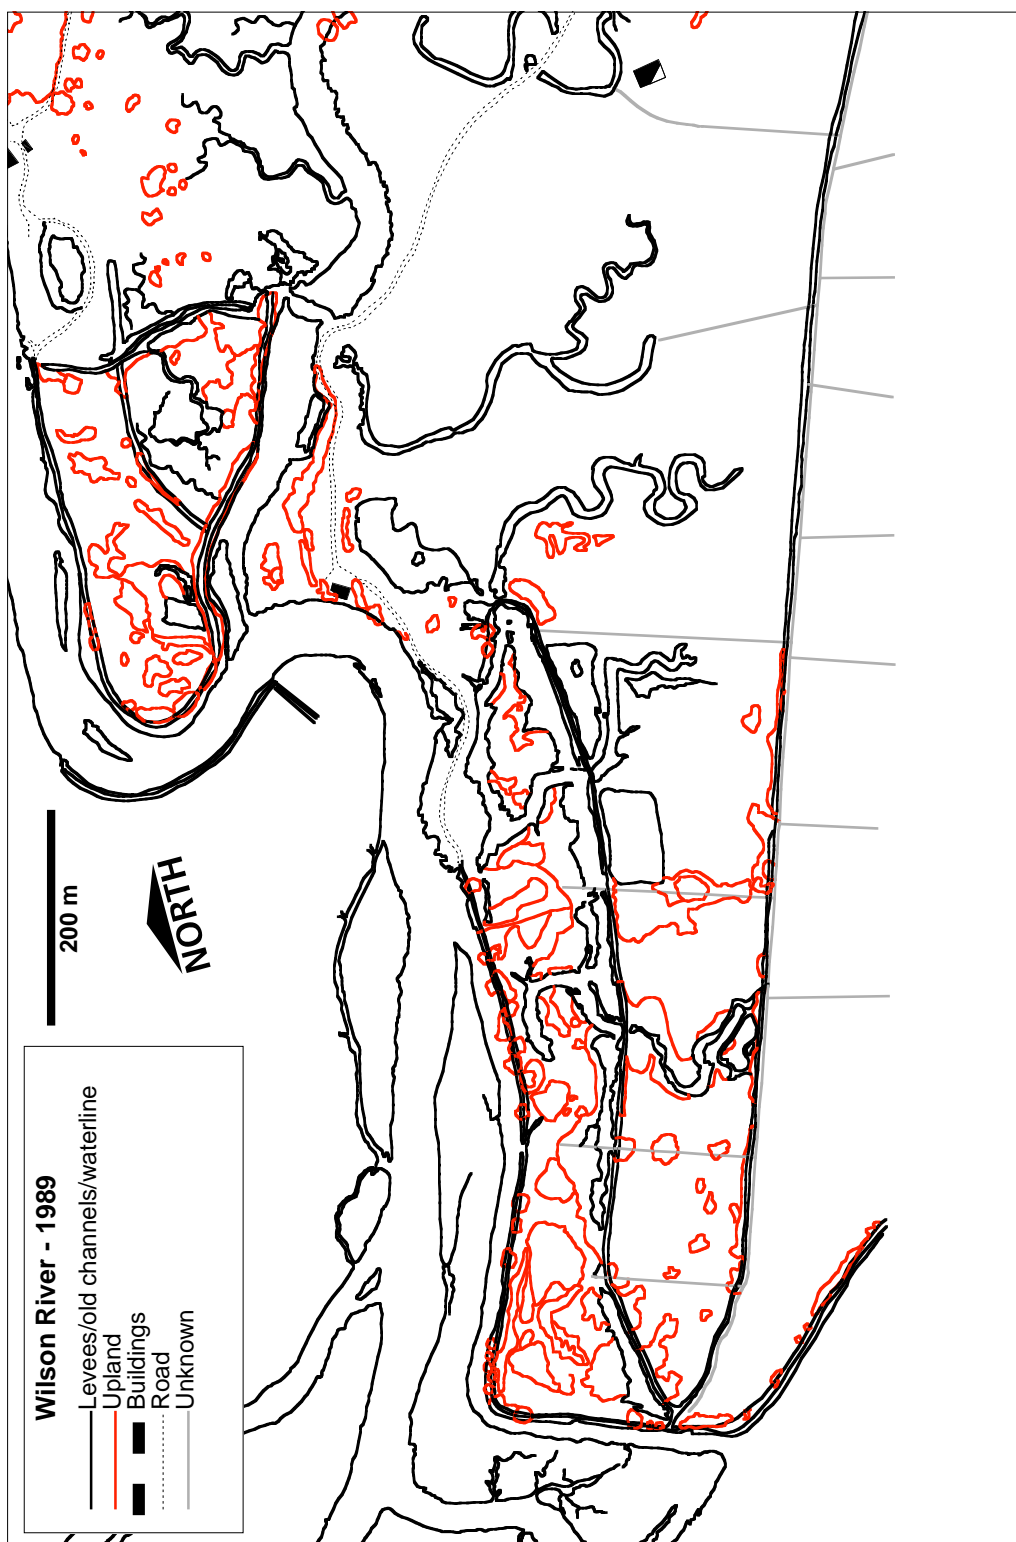 Wilson River - 1989
Levees/old channels/waterline
Upland
Buildings
Road
Unknown
200 m
NORTH